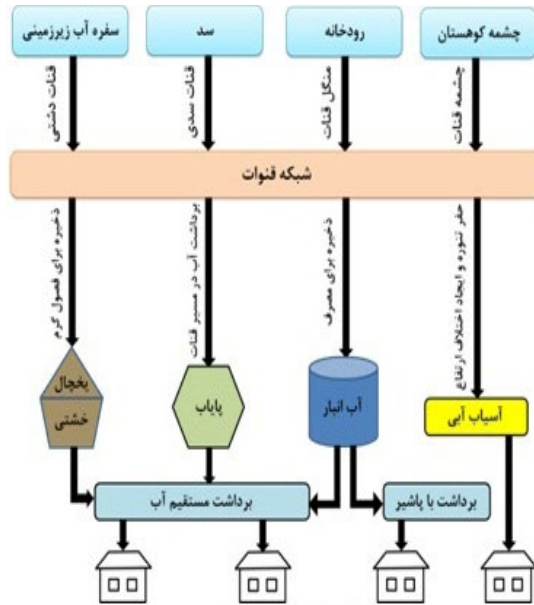 چشمه کوهستان
رودخانه
سد
سفره آب زیرزمینی
چشمه قنات
منگل قنات
قنات سدی
قنات دشتی
شبکه قنوات
حفر تنوره و ایجاد اختلاف ارتفاع
ذخیره برای مصرف
برداشت آب در مسیر قنات
ذخیره برای فصول گرم
آسیاب آبی
آب انبار
پایاب
یخچال
خشتی
برداشت با پاشیر
برداشت مستقیم آب